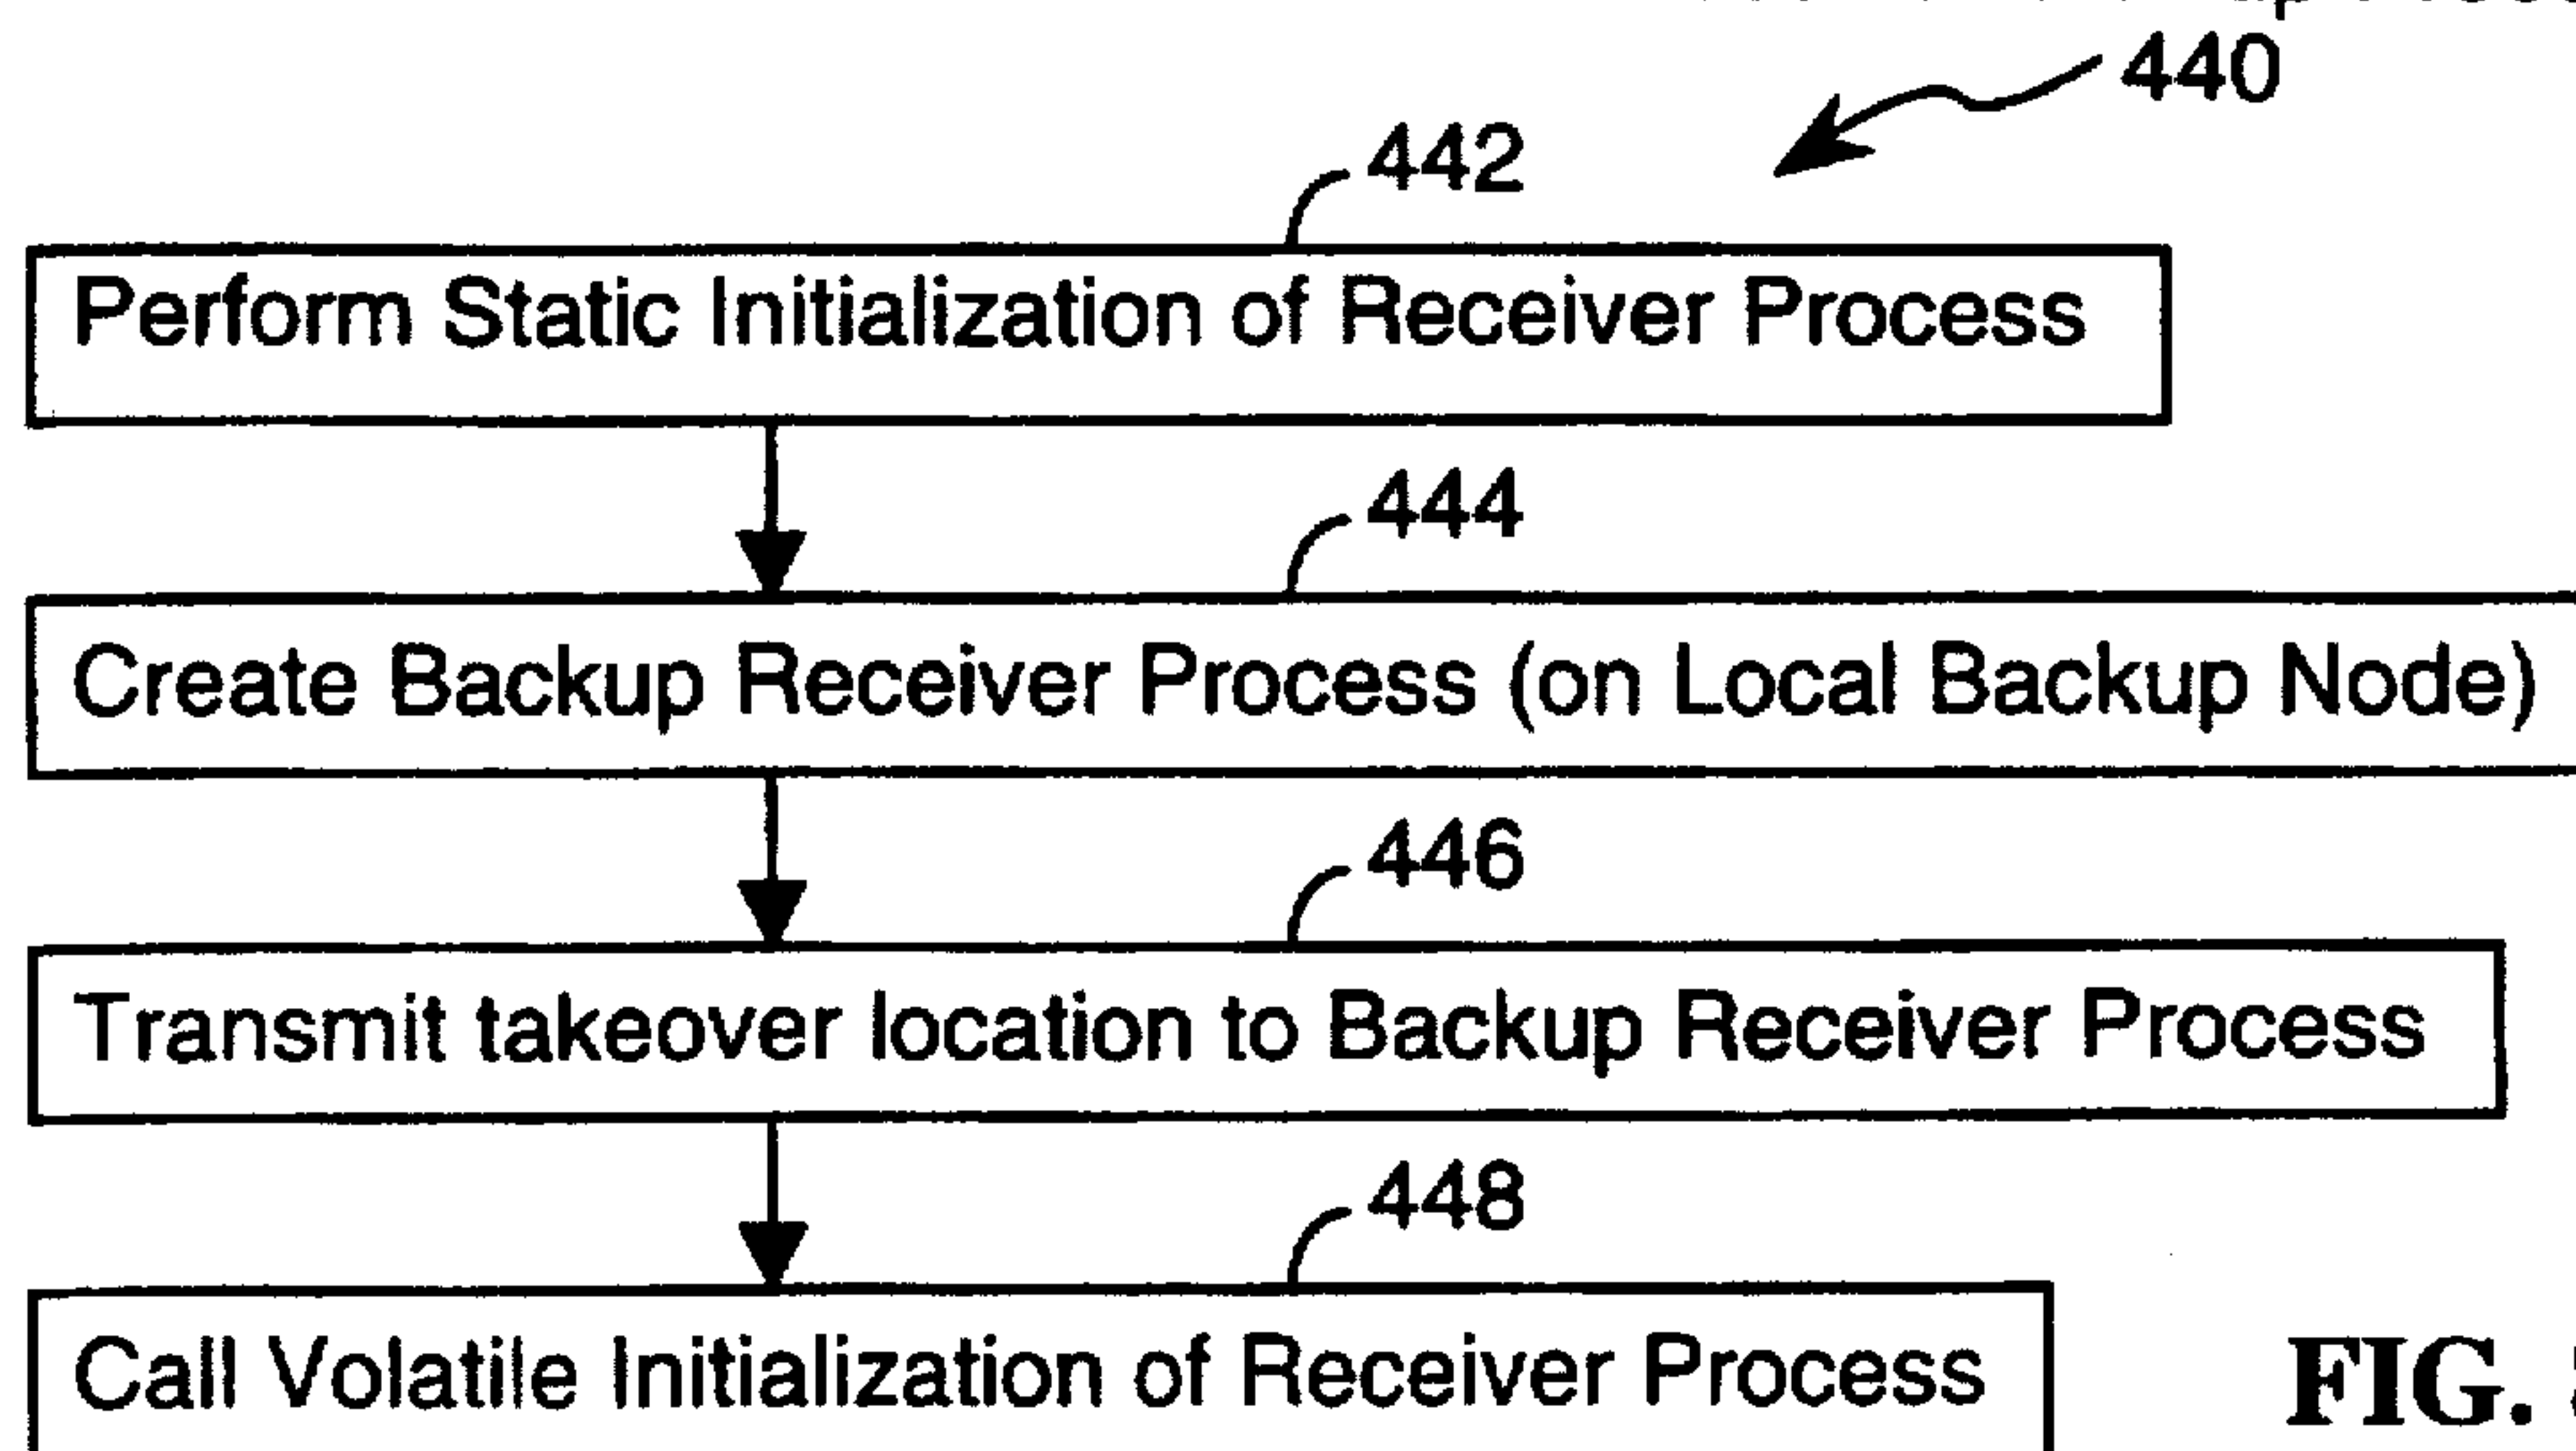 440
442
Perform Static Initialization of Receiver Process
444
Create Backup Receiver Process (on Local Backup Node)
446
Transmit takeover location to Backup Receiver Process
448
Call Volatile Initialization of Receiver Process
FIG.